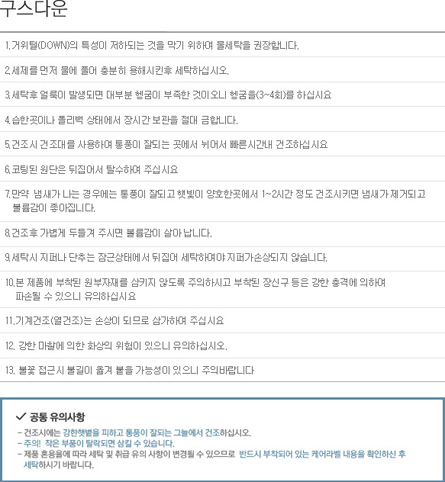 구스다운
1.거위털(DOWN)의 특성이 저하되는 것을 막기 위하여 물세탁을 권장합니다.
2.세제를 먼저 물에 풀어 충분히 용해시킨후 세탁하십시오.
3.세탁후 얼룩이 발생되면 대부분 헹굼이 부족한 것이오니 헹굼을(3~4회)를 하십시요
4.습한곳이나 폴리백 상태에서 장시간 보관을 절대 금합니다.
5.건조시 건조대를 사용하여 통풍이 잘되는 곳에서 뉘어서 빠른시간내 건조하십시요
6.코팅된 원단은 뒤집어서 탈수하여 주십시요
7.만약 냄새가 나는 경우에는 통풍이 잘되고 햇빛이 양호한곳에서 1~2시간 정도 건조시키면 냄새가 제거되고
볼륨감이 좋아집니다.
8.건조후 가볍게 두들겨 주시면 볼륨감이 살아 납니다.
9.세탁시 지퍼나 단추는 잠근상태에서 뒤집어 세탁하여야 지퍼가손상되지 않습니다.
10.본 제품에 부착된 원부자재를 삼키지 않도록 주의하시고 부착된 장신구 등은 강한 충격에 의하여
파손될 수 있으니 유의하십시요
11.기계건조(열건조)는 손상이 되므로 삼가하여 주십시요
12. 강한 마찰에 의한 화상의 위험이 있으니 유의하십시오.
13. 불꽃 접근시 불길이 옮겨 붙을 가능성이 있으니 주의바랍니다
✓ 공통 유의사항
- 건조시에는 강한햇볕을 피하고 통풍이 잘되는 그늘에서 건조하십시오.
- 주의! 작은 부품이 탈락되면 삼킬 수 있습니다.
- 제품 혼용율에 따라 세탁 및 취급 유의 사항이 변경될 수 있으므로 반드시 부착되어 있는 케어라벨 내용을 확인하신 후
세탁하시기 바랍니다.